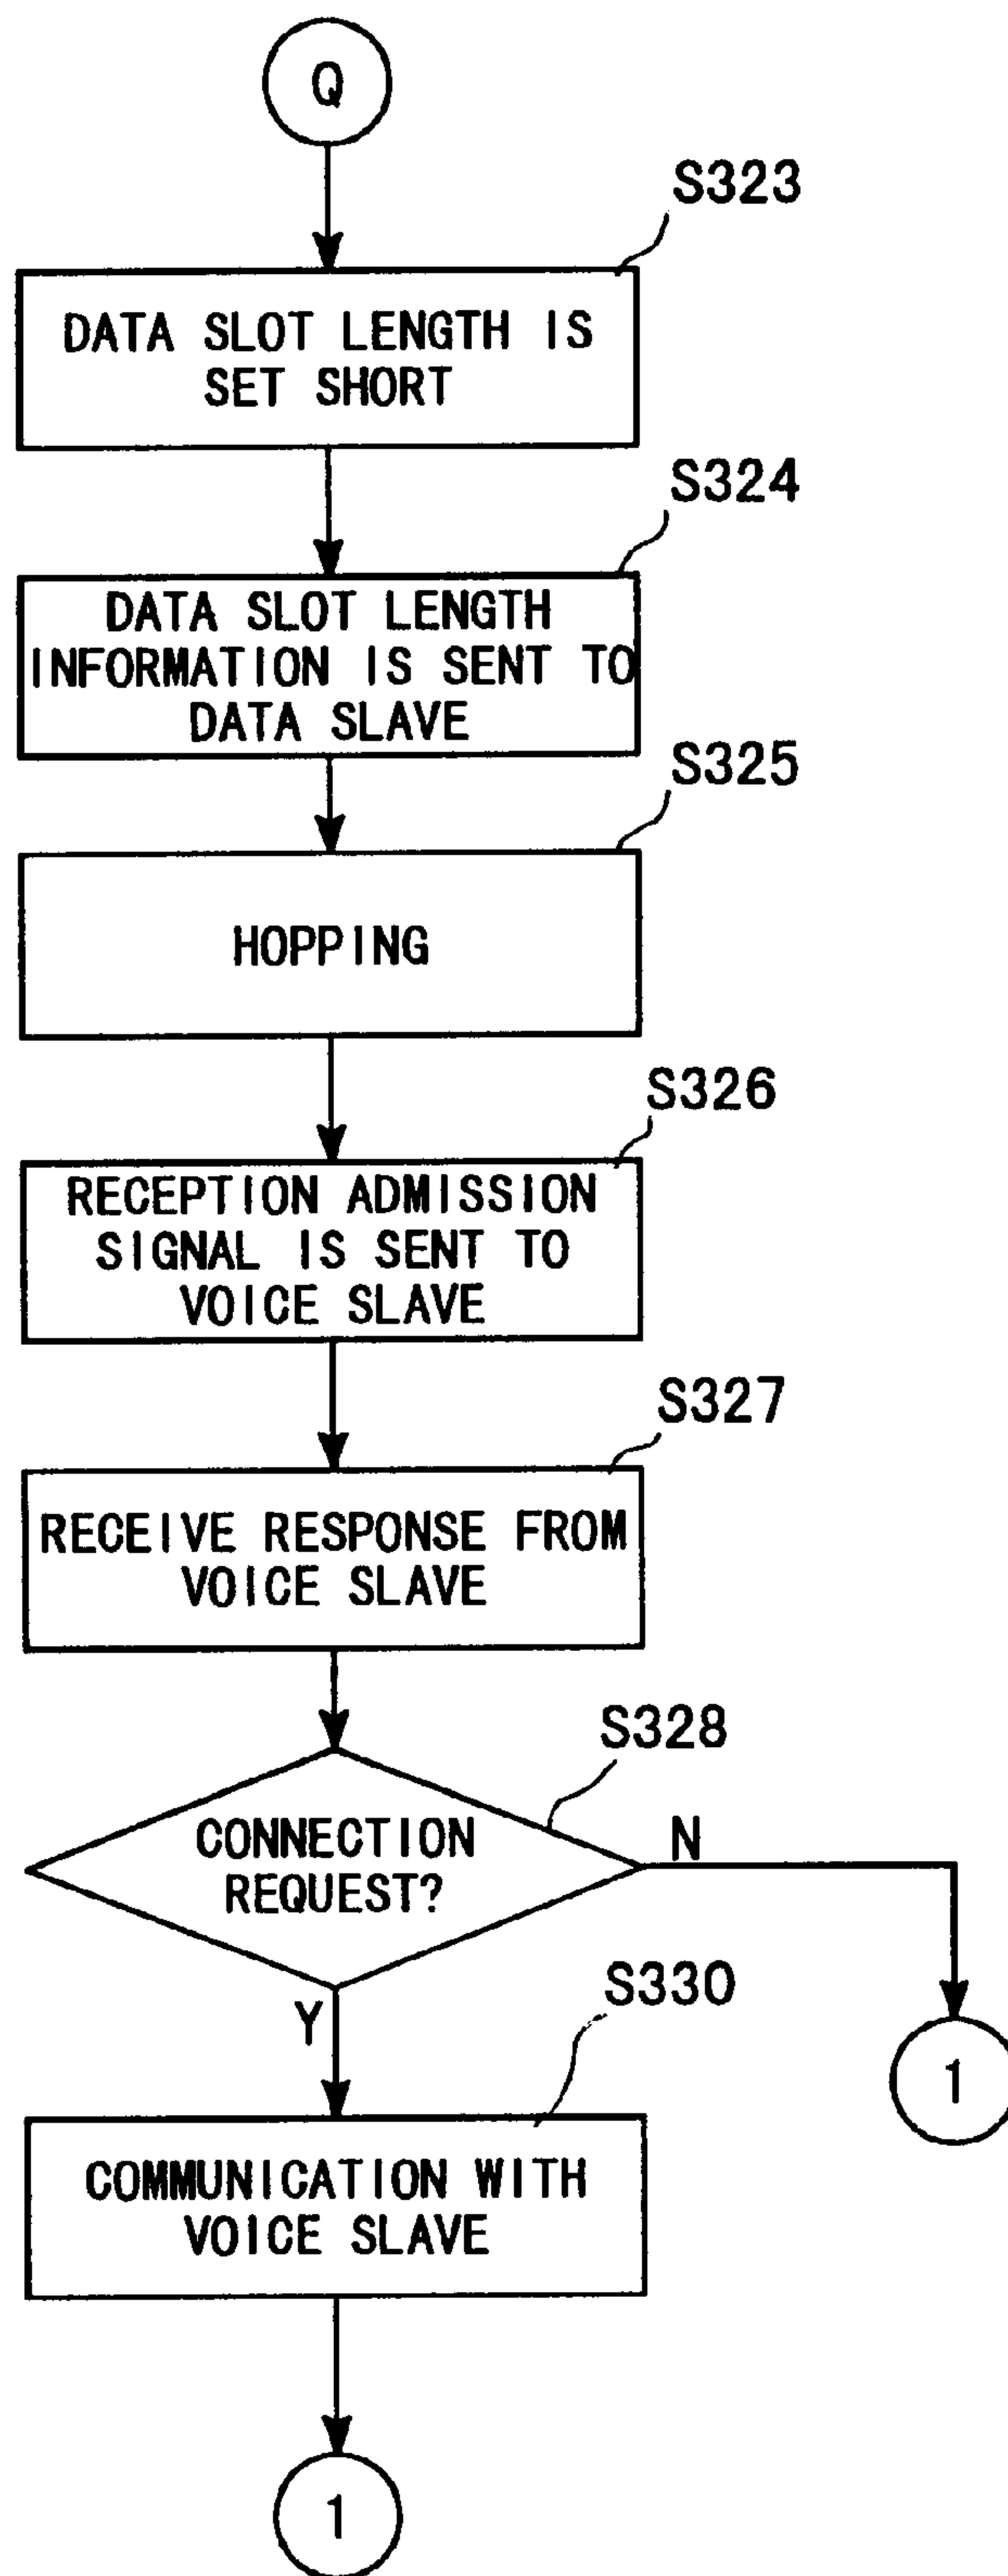 Q
S323
DATA SLOT LENGTH IS
SET SHORT
S324
DATA SLOT LENGTH
INFORMATION IS SENT TO
DATA SLAVE
S325
HOPPING
S326
RECEPTION ADMISSION
SIGNAL IS SENT TO
VOICE SLAVE
S327
RECEIVE RESPONSE FROM
VOICE SLAVE
S328
CONNECTION
REQUEST?
N
Y
S330
1
COMMUNICATION WITH
VOICE SLAVE
1